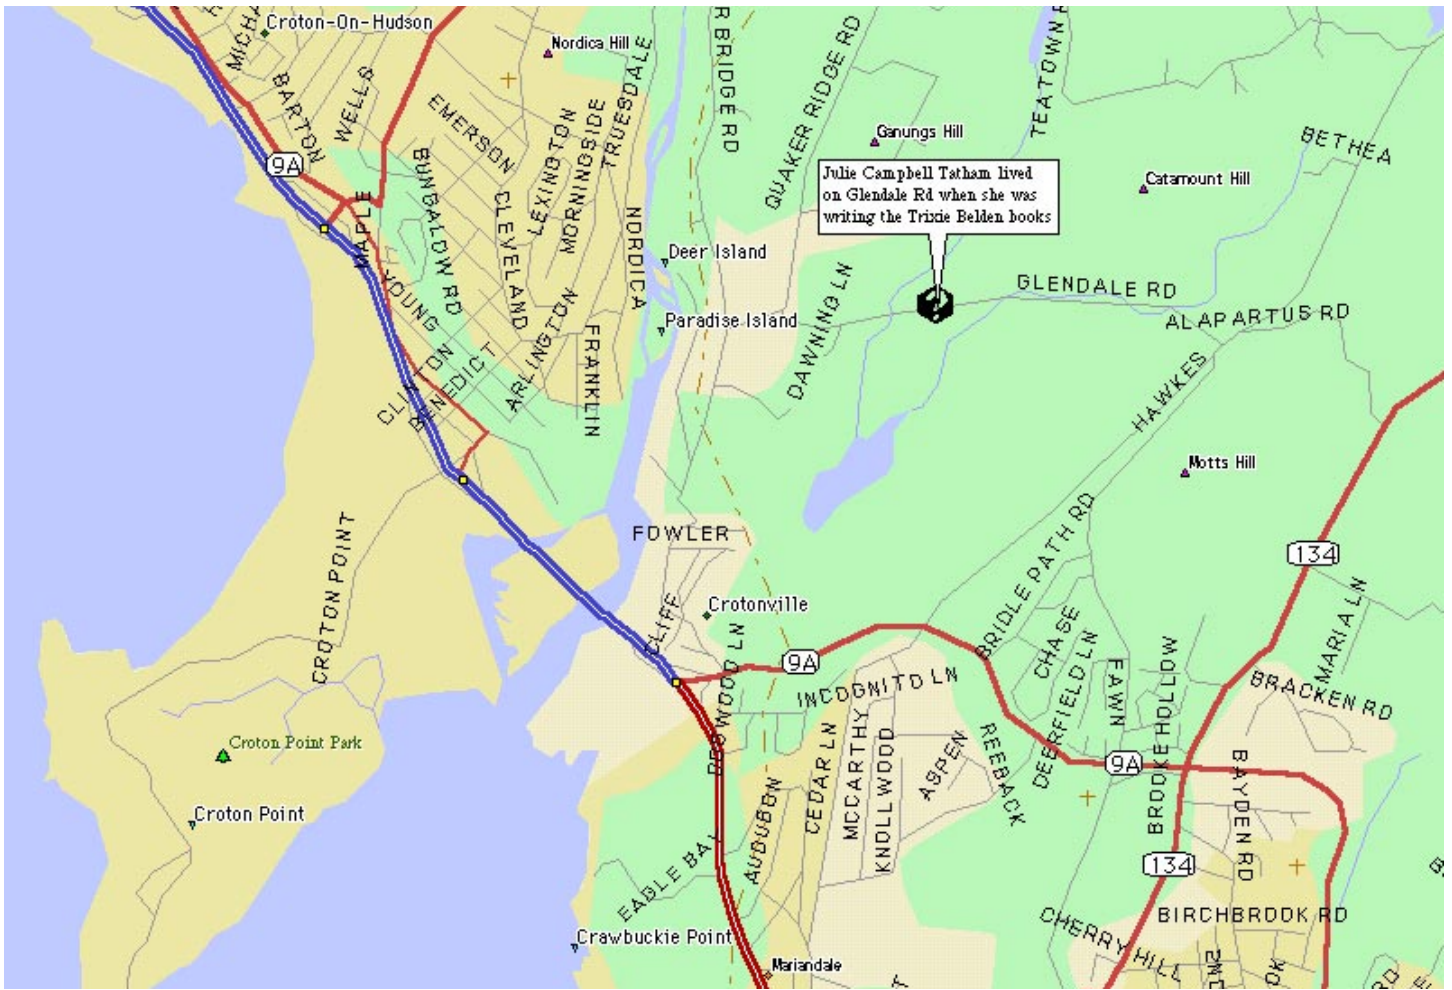 Croton-On-Hudson
Nordica Hill
BARTON
WELLS
EMERSON
LEXINGTON
MORNINGSIDE
TRUESDALE
QUAKER RIDGE RD
TEATOWN
Ganungs Hill
BETHEA
9A
MAPLE
BUNGALOW RD
CLEVELAND
NORDICA
Julie Campbell Tatham lived
on Glendale Rd when she was
writing the Trixie Belden books
Catamount Hill
Deer Island
YOUNG
ARLINGTON
FRANKLIN
Paradise Island
DAWNING LN
GLENDALE RD
ALAPARTUS RD
CLINTON
BENEDICT
HAWKES
Motts Hill
CROTON POINT
FOWLER
BRIDLE PATH RD
134
CLIFF
Crotonville
CHASE
MARIA LN
9A
INCOGNITO LN
DEERFIELD LN
FAWN
BROOKE HOLLOW
BRACKEN RD
Croton Point Park
CEDAR LN
MCCARTHY
KNOLLWOOD
ASPEN
REEBACK
9A
BAYDEN RD
Croton Point
AUDUBON
134
EAGLE BAY
BIRCHBROOK RD
Crawbuckie Point
CHERRY HILL
Mariandale
2ND